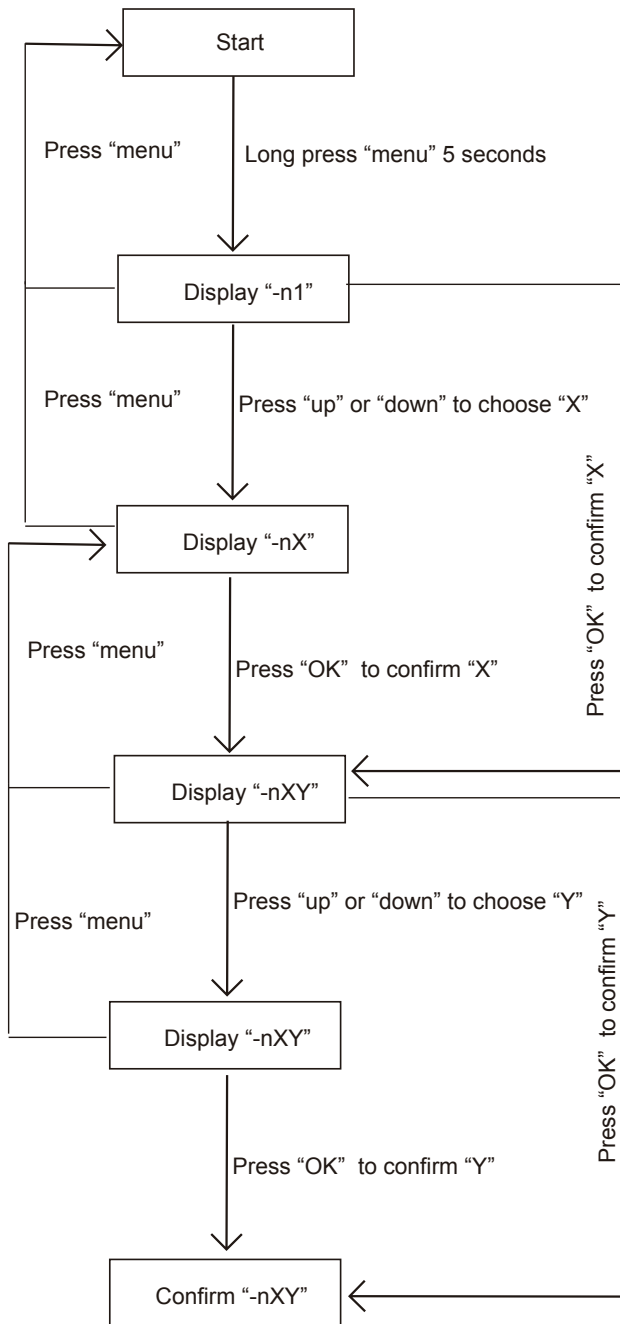 Start
Press “menu”
Long press “menu” 5 seconds
Display “-n1”
Press “menu”
Press “up” or “down” to choose “X”
Press “OK”  to confirm “X”
Display “-nX”
Press “menu”
Press “OK”  to confirm “X”
Display “-nXY”
Press “up” or “down” to choose “Y”
Press “menu”
Press “OK”  to confirm “Y”
Display “-nXY”
Press “OK”  to confirm “Y”
Confirm “-nXY”